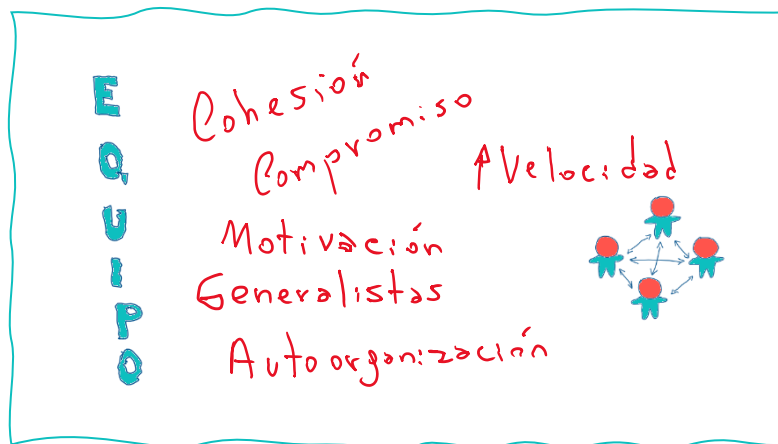 EQUIPO
Cohesión
Compromiso
↑Velocidad
Motivación
Generalistas
Autoorganización